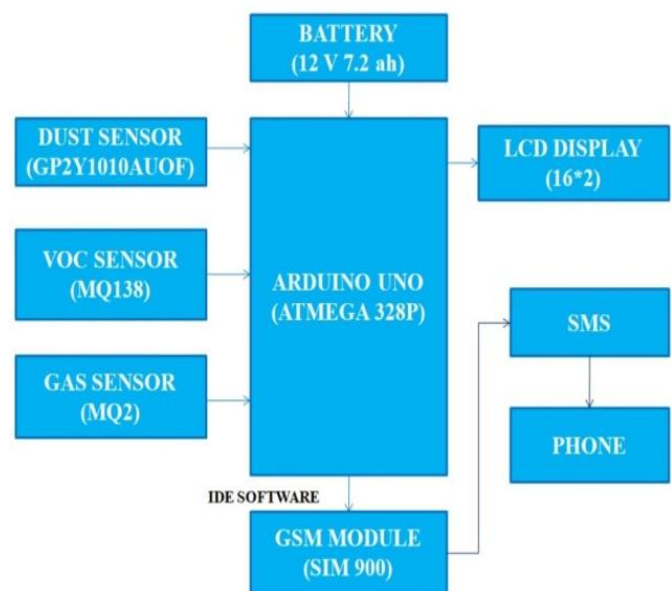 BATTERY
(12 V 7.2 ah)
DUST SENSOR
(GP2Y1010AUOF)
LCD DISPLAY
(16*2)
VOC SENSOR
(MQ138)
ARDUINO UNO
(ATMEGA 328P)
SMS
GAS SENSOR
(MQ2)
PHONE
IDE SOFTWARE
GSM MODULE
(SIM 900)